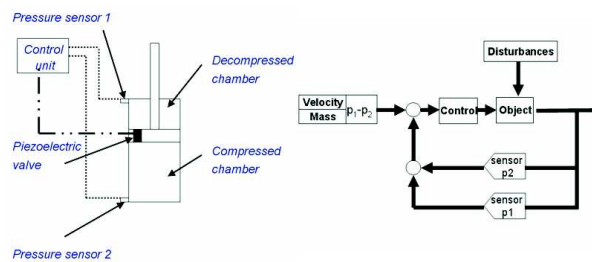 Pressure sensor 1
Control
unit
Decompressed
chamber
Piezoelectric
valve
Compressed
chamber
Pressure sensor 2
Disturbances
Velocity
Mass
p1-p2
Control
Object
sensor
p2
sensor
p1